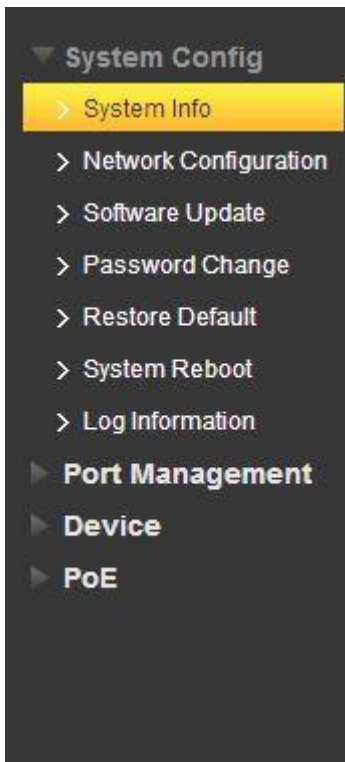 System Config
System Info
Network Configuration
Software Update
Password Change
Restore Default
System Reboot
Log Information
Port Management
Device
PoE